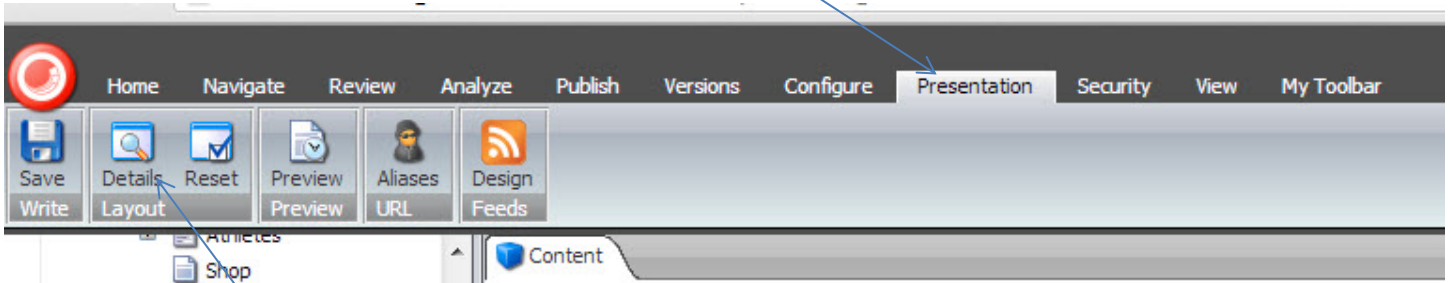 Home Navigate Review Analyze Publish Versions Configure Presentation Security View My Toolbar
Save Details Reset Preview Aliases Design
Write Layout Preview URL Feeds
Athletes
Content
Shop